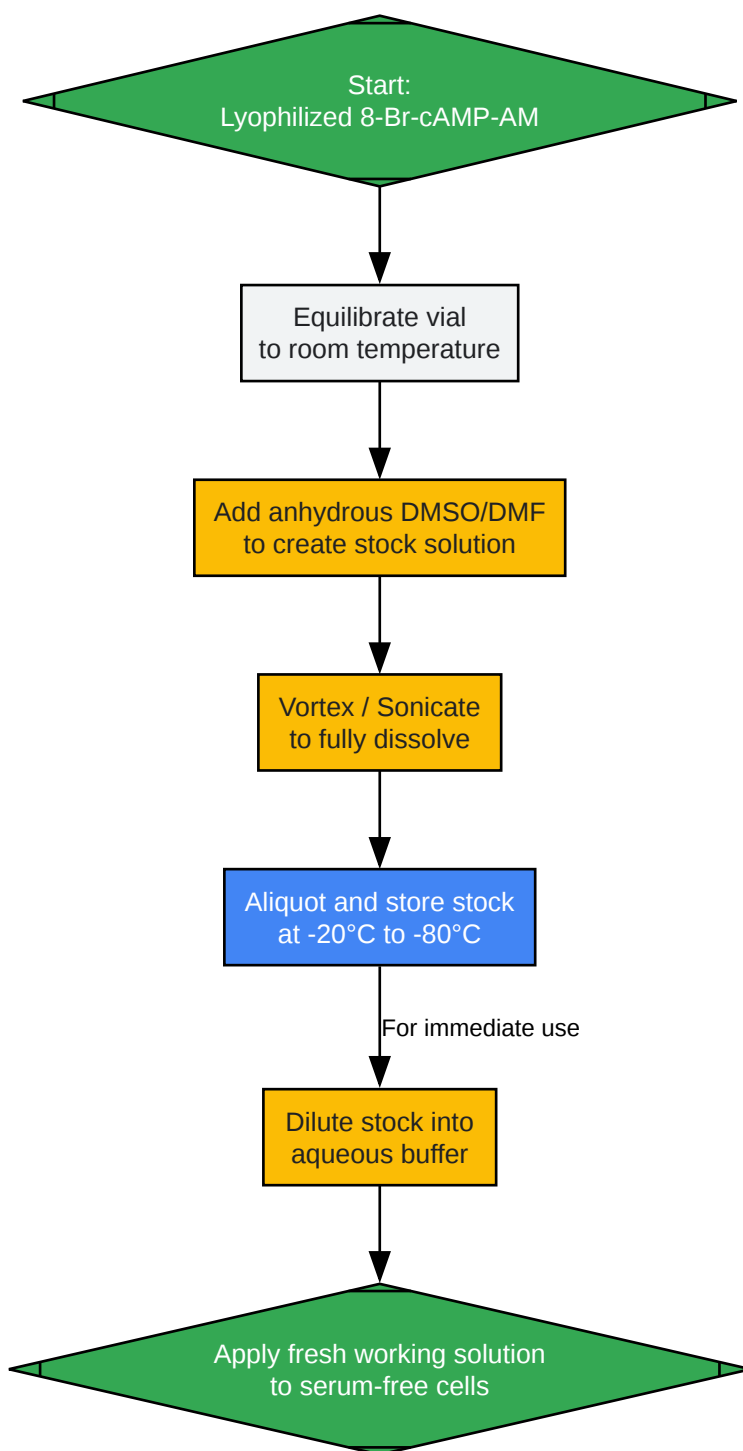 Start:
Lyophilized 8-Br-cAMP-AM
Equilibrate vial
to room temperature
Add anhydrous DMSO/DMF
to create stock solution
Vortex / Sonicate
to fully dissolve
Aliquot and store stock
at -20°C to -80°C
For immediate use
Dilute stock into
aqueous buffer
Apply fresh working solution
to serum-free cells